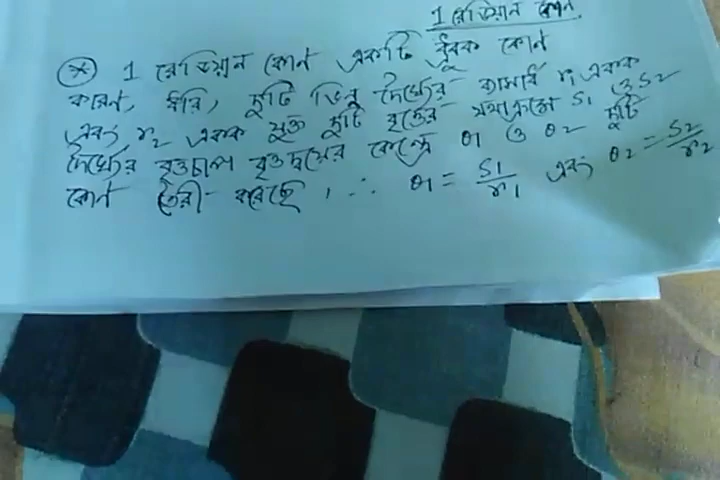 1 রেডিয়ান কোন
* 1 রেডিয়ান কোন একটি ধ্রুবক কোন
কারন, ধরি, দুটি ভিন্ন দৈর্ঘ্যের ব্যাসার্ধ r₁ একক
এবং r₂ একক যুক্ত দুটি বৃত্তের যথাক্রমে S₁ ও S₂
দৈর্ঘ্যের বৃত্তচাপ বৃত্তদ্বয়ের কেন্দ্রে θ₁ ও θ₂ দুটি
কোন তৈরী করেছে, ∴ θ₁ = S₁/r₁ এবং θ₂ = S₂/r₂